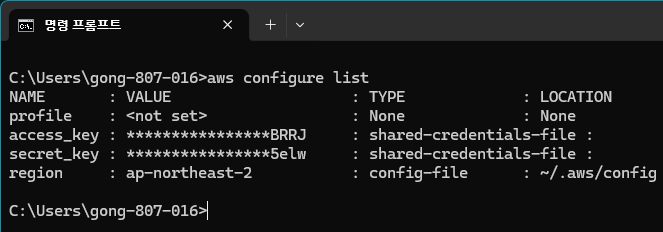 명령 프롬프트
C:\Users\gong-807-016>aws configure list
NAME       : VALUE                    : TYPE             : LOCATION
profile    : <not set>                : None             : None
access_key : ****************BRRJ     : shared-credentials-file :
secret_key : ****************5elw     : shared-credentials-file :
region     : ap-northeast-2           : config-file      : ~/.aws/config
C:\Users\gong-807-016>